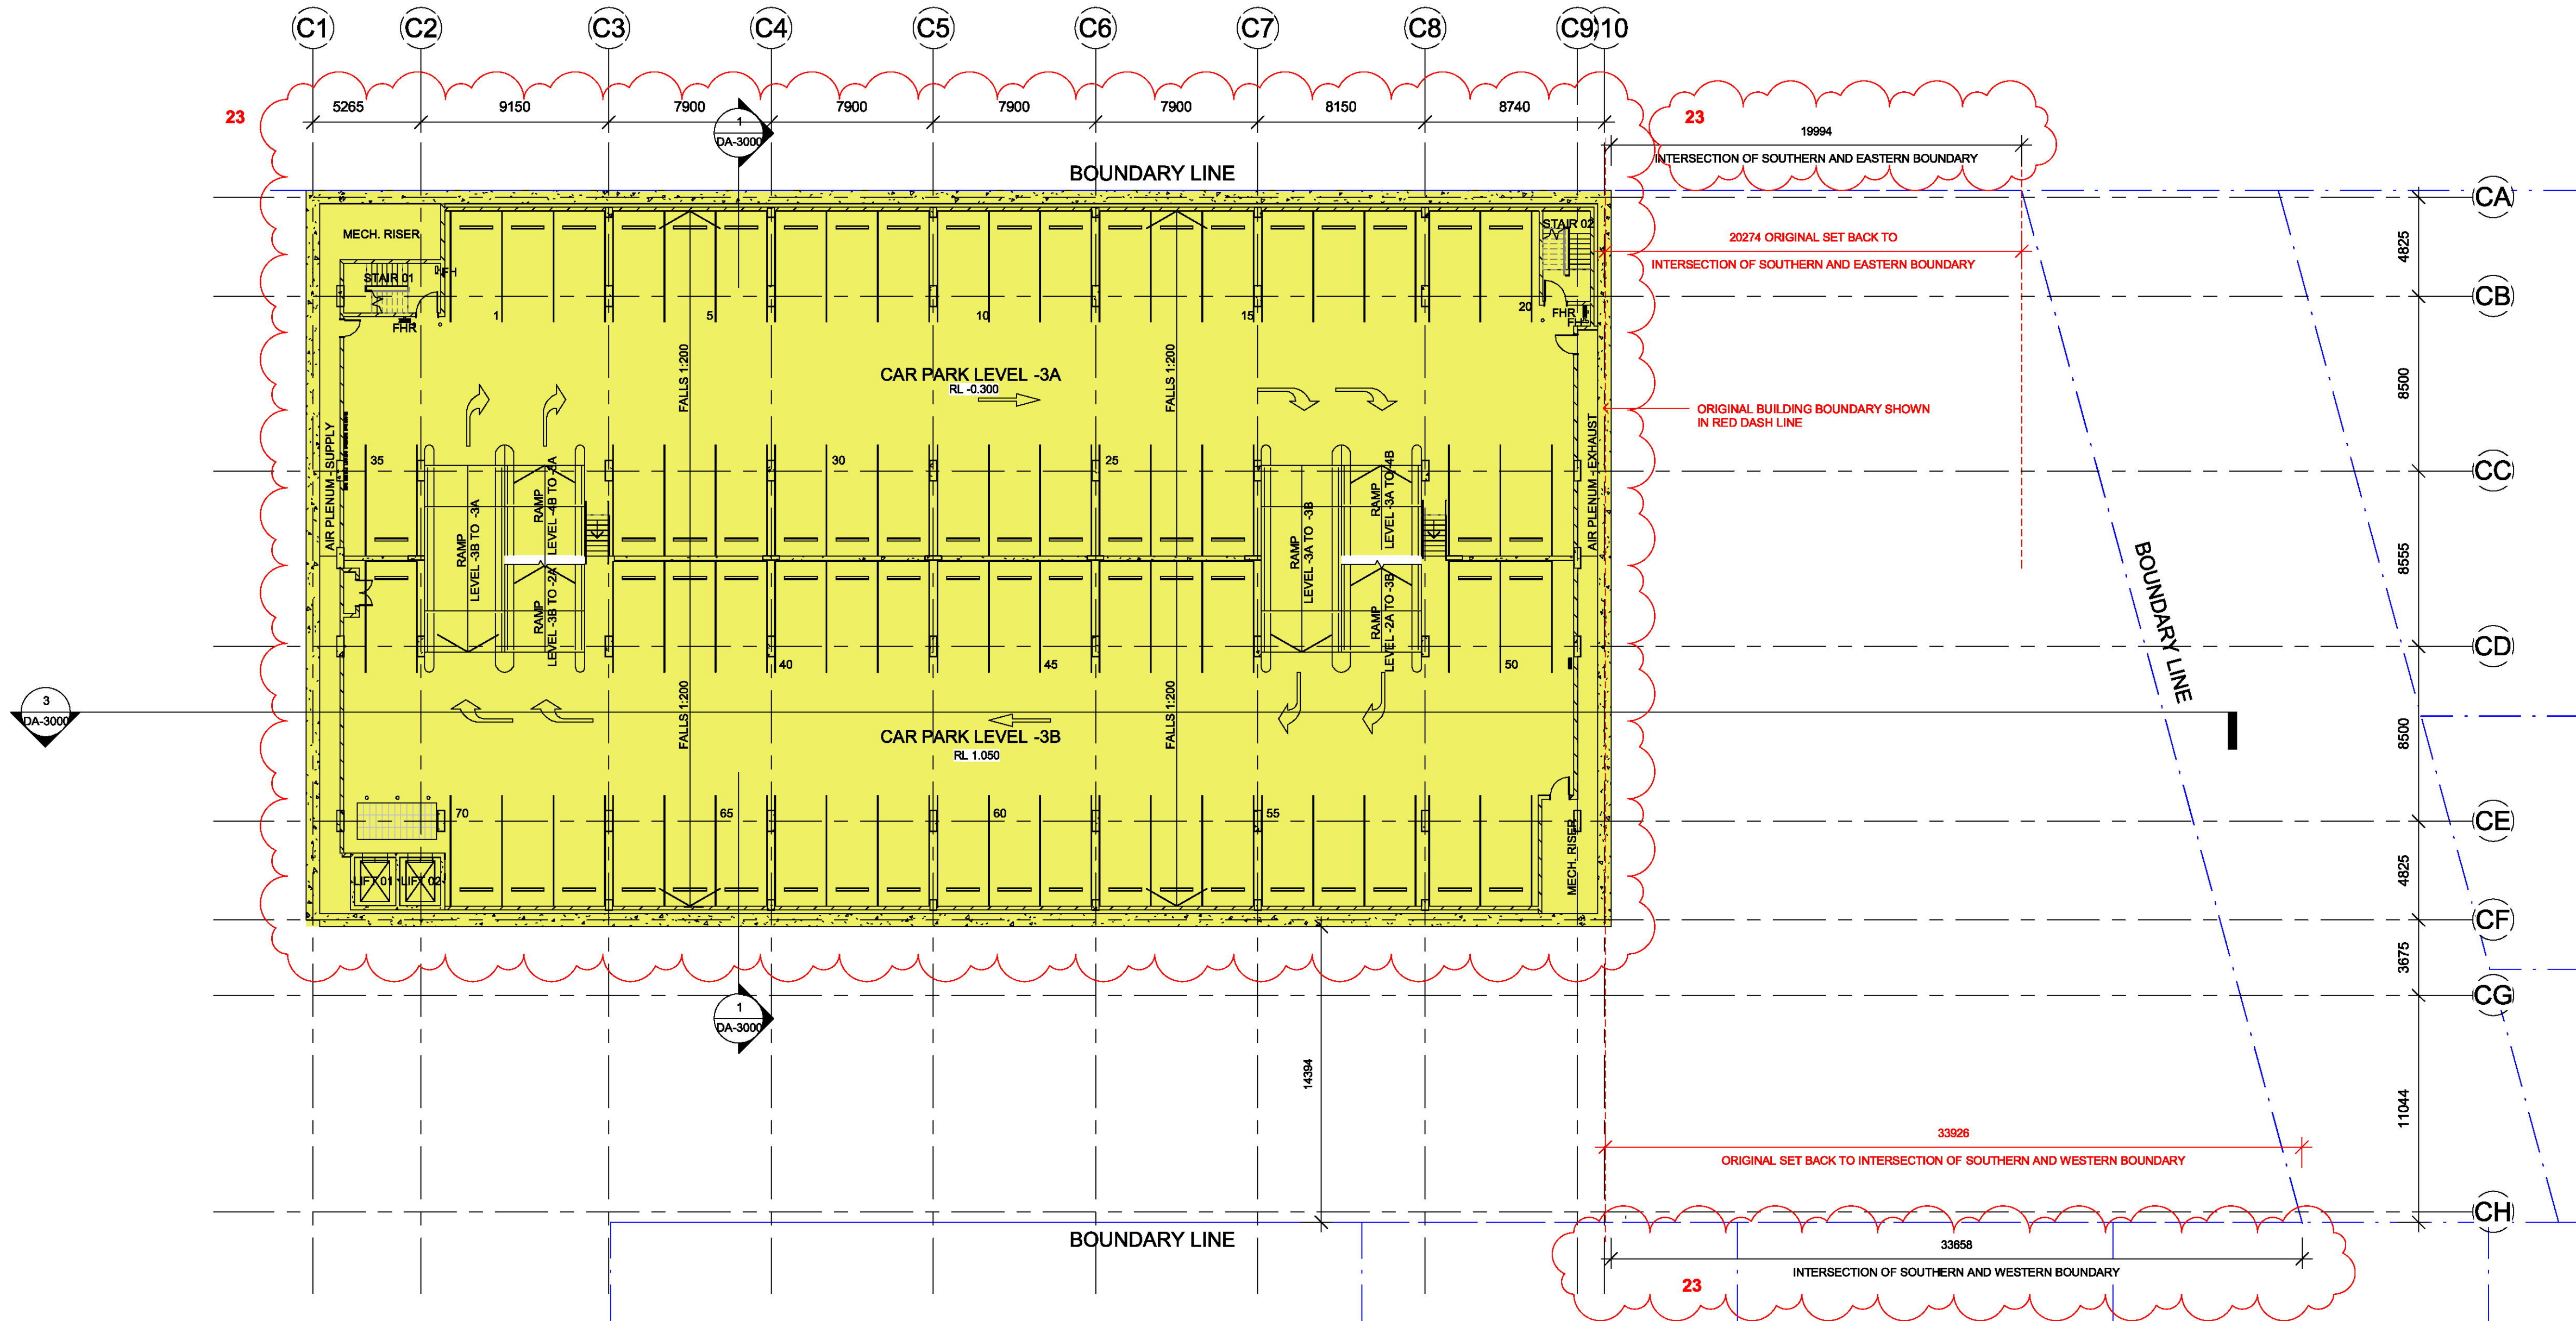 C1
C2
C3
C4
C5
C6
C7
C8
C9
10
5265
9150
7900
7900
7900
7900
8150
8740
23
23
19994
INTERSECTION OF SOUTHERN AND EASTERN BOUNDARY
1
DA-3000
BOUNDARY LINE
CA
MECH. RISER
STAIR 02
20274 ORIGINAL SET BACK TO
INTERSECTION OF SOUTHERN AND EASTERN BOUNDARY
4825
STAIR 01
FH
FHR
1
5
10
15
20
FHR
FH
CB
FALLS 1:200
FALLS 1:200
CAR PARK LEVEL -3A
RL -0.300
8500
ORIGINAL BUILDING BOUNDARY SHOWN
IN RED DASH LINE
AIR PLENUM - SUPPLY
AIR PLENUM - EXHAUST
35
30
25
CC
RAMP
LEVEL -3B TO -3A
RAMP
LEVEL -4B TO -3A
RAMP
LEVEL -3A TO -3B
RAMP
LEVEL -3A TO -4B
8555
RAMP
LEVEL -3B TO -2A
RAMP
LEVEL -2A TO -3B
BOUNDARY LINE
CD
40
45
50
3
DA-3000
FALLS 1:200
FALLS 1:200
CAR PARK LEVEL -3B
RL 1.050
8500
70
65
60
55
CE
MECH. RISER
4825
LIFT 01
LIFT 02
CF
3675
CG
1
DA-3000
14394
11044
33926
ORIGINAL SET BACK TO INTERSECTION OF SOUTHERN AND WESTERN BOUNDARY
CH
BOUNDARY LINE
33658
INTERSECTION OF SOUTHERN AND WESTERN BOUNDARY
23